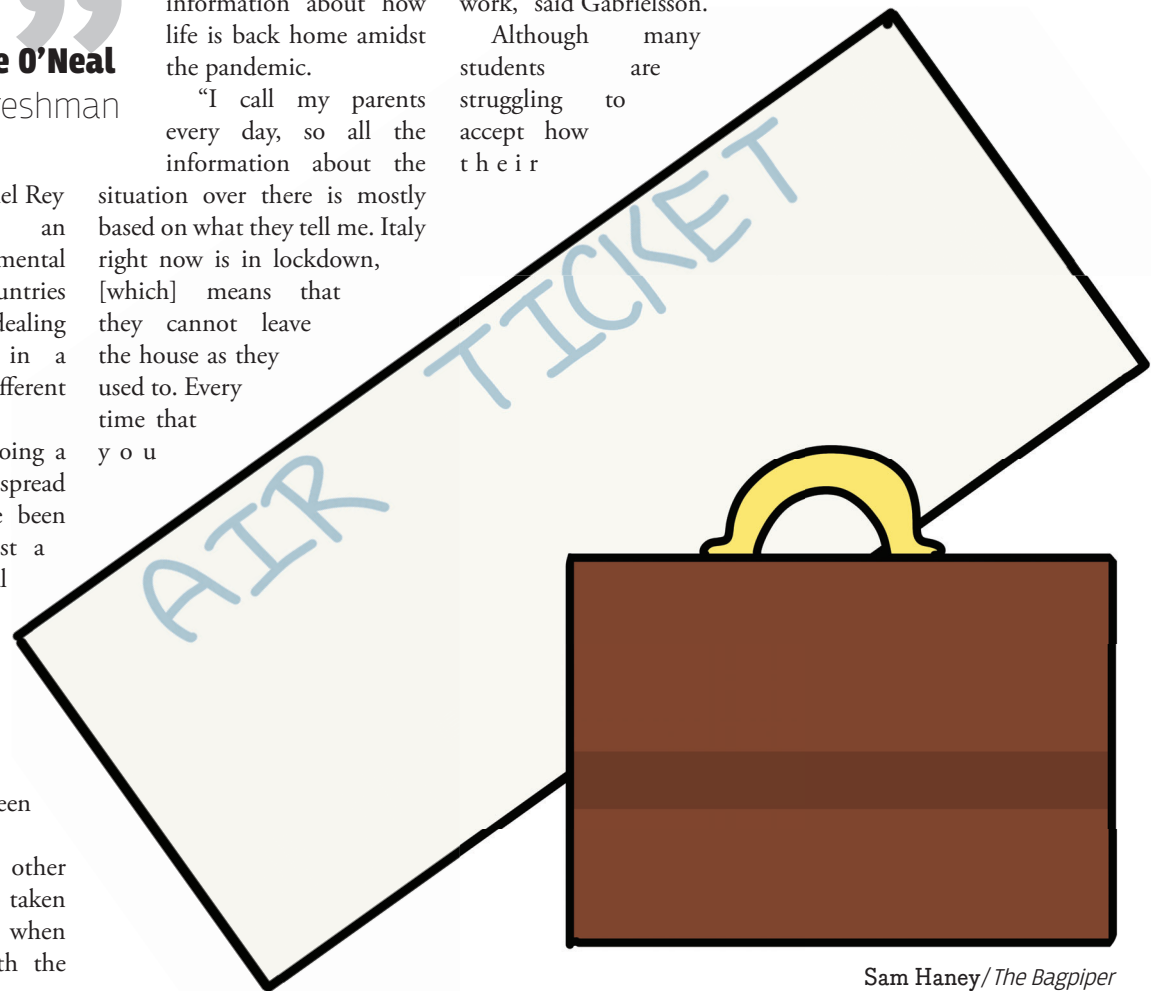 ”
e O’Neal
reshman
el Rey
an
mental
untries
dealing
in a
fferent
oing a
spread
e been
st a
l
een
other
taken
when
th the
information about how
life is back home amidst
the pandemic.
“I call my parents
every day, so all the
information about the
situation over there is mostly
based on what they tell me. Italy
right now is in lockdown,
[which] means that
they cannot leave
the house as they
used to. Every
time that
you
work,” said Gabrielsson.
Although many
students are
struggling to
accept how
their
AIR TICKET
Sam Haney/The Bagpiper